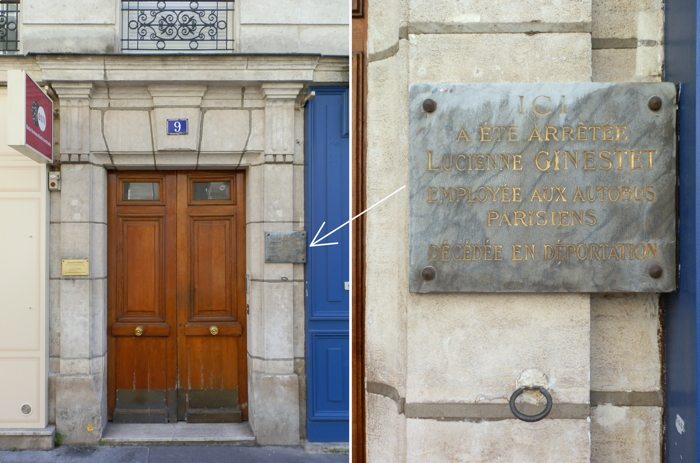 9
ICI
A ÉTÉ ARRÊTÉE
LUCIENNE GINESTET
EMPLOYÉE AUX AUTOBUS
PARISIENS
DÉCÉDÉE EN DÉPORTATION